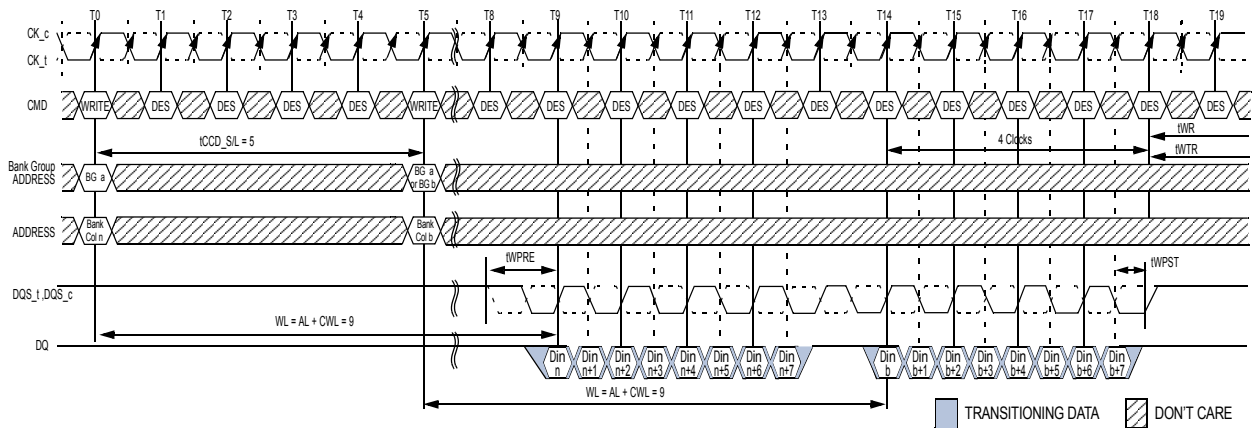 T0 T1 T2 T3 T4 T5 T8 T9 T10 T11 T12 T13 T14 T15 T16 T17 T18 T19
CK_c
CK_t
CMD WRITE DES DES DES DES WRITE DES DES DES DES DES DES DES DES DES DES DES DES
tCCD_S/L = 5 4 Clocks tWR
tWTR
Bank Group
ADDRESS
BG a
BG a
or BG b
ADDRESS
Bank
Col n
Bank
Col b
tWPRE tWPST
DQS_t ,DQS_c
WL = AL + CWL = 9
DQ
Din
n
Din
n+1
Din
n+2
Din
n+3
Din
n+4
Din
n+5
Din
n+6
Din
n+7
Din
b
Din
b+1
Din
b+2
Din
b+3
Din
b+4
Din
b+5
Din
b+6
Din
b+7
WL = AL + CWL = 9
TRANSITIONING DATA DON'T CARE